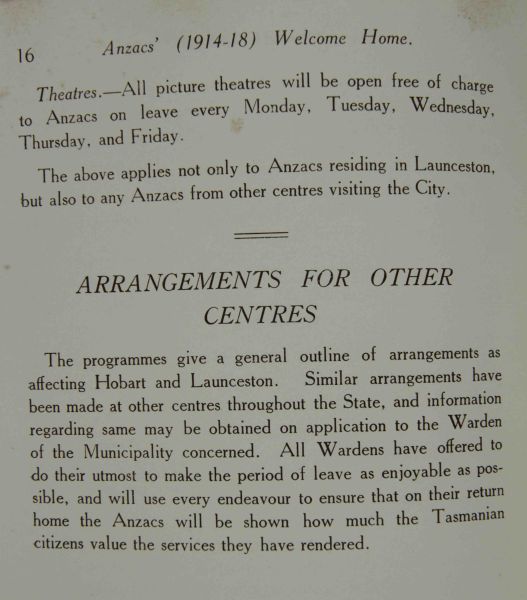 16
Anzacs' (1914-18) Welcome Home.
Theatres.—All picture theatres will be open free of charge
to Anzacs on leave every Monday, Tuesday, Wednesday,
Thursday, and Friday.
The above applies not only to Anzacs residing in Launceston,
but also to any Anzacs from other centres visiting the City.
ARRANGEMENTS FOR OTHER
CENTRES
The programmes give a general outline of arrangements as
affecting Hobart and Launceston. Similar arrangements have
been made at other centres throughout the State, and information
regarding same may be obtained on application to the Warden
of the Municipality concerned. All Wardens have offered to
do their utmost to make the period of leave as enjoyable as pos-
sible, and will use every endeavour to ensure that on their return
home the Anzacs will be shown how much the Tasmanian
citizens value the services they have rendered.